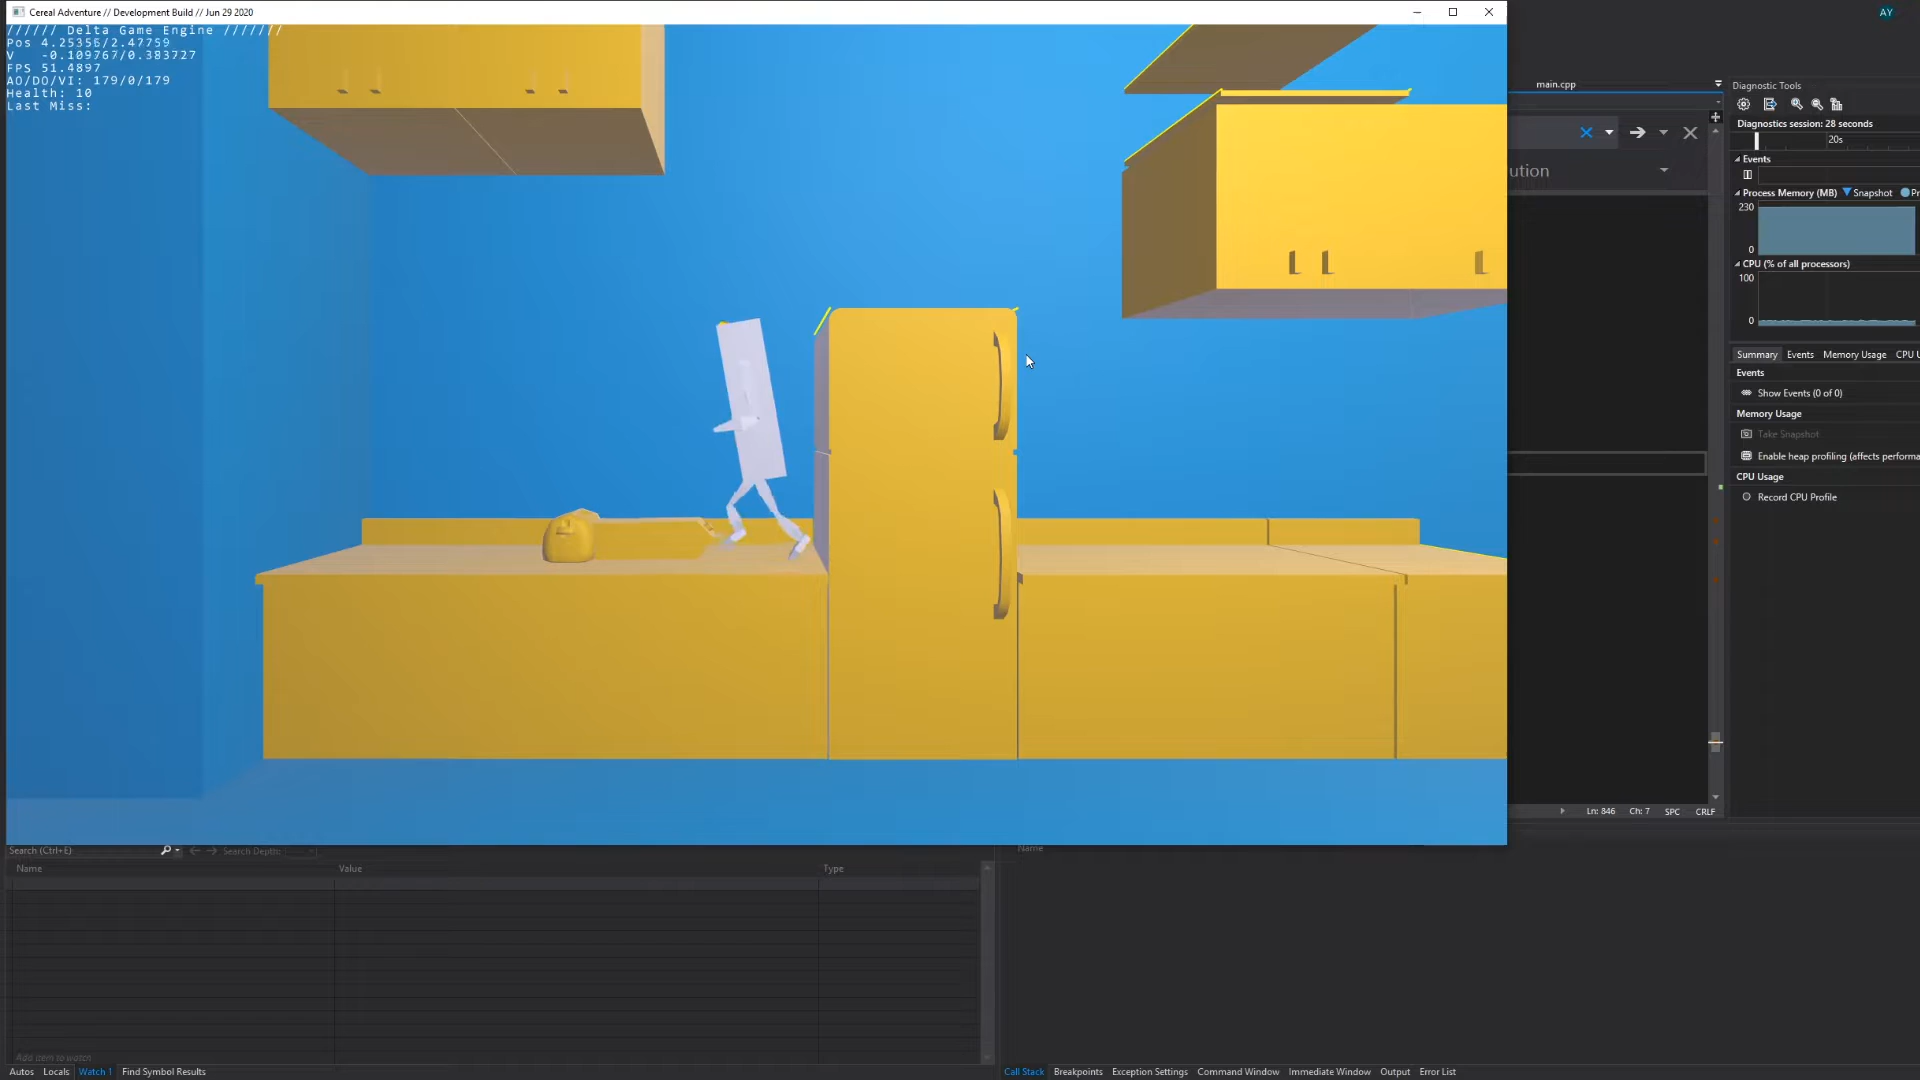 Cereal Adventure // Development Build // Jun 29 2020
////// Delta Game Engine ///////
Pos 4.25356/2.47759
V -0.109767/0.383727
FPS 51.4897
AO/DO/VI: 179/0/179
Health: 10
Last Miss:
AY
main.cpp
ution
Ln: 846 Ch: 7 SPC CRLF
Diagnostic Tools
Diagnostics session: 28 seconds
20s
Events
Process Memory (MB) Snapshot Pr
230
0
CPU (% of all processors)
100
0
Summary Events Memory Usage CPU U
Events
Show Events (0 of 0)
Memory Usage
Take Snapshot
Enable heap profiling (affects performa
CPU Usage
Record CPU Profile
Search (Ctrl+E) Search Depth:
Name Value Type
Add item to watch
Name
Autos Locals Watch 1 Find Symbol Results
Call Stack Breakpoints Exception Settings Command Window Immediate Window Output Error List